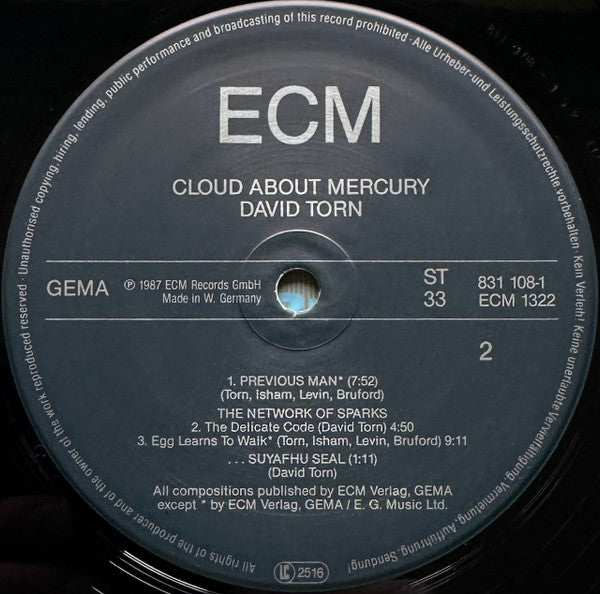 ECM
CLOUD ABOUT MERCURY
DAVID TORN
GEMA
℗ 1987 ECM Records GmbH
Made in W. Germany
ST
33
831 108-1
ECM 1322
2
1. PREVIOUS MAN* (7:52)
(Torn, Isham, Levin, Bruford)
THE NETWORK OF SPARKS
2. The Delicate Code (David Torn) 4:50
3. Egg Learns To Walk* (Torn, Isham, Levin, Bruford) 9:11
. . . SUYAFHU SEAL (1:11)
(David Torn)
All compositions published by ECM Verlag, GEMA
except * by ECM Verlag, GEMA / E. G. Music Ltd.
LC 2516
All rights of the producer and of the owner of the work reproduced reserved · Unauthorised copying, hiring, lending, public performance and broadcasting of this record prohibited · Alle Urheber-und Leistungsschutzrechte vorbehalten · Kein Verleih! Keine unerlaubte Vervielfältigung, Vermietung, Aufführung, Sendung!